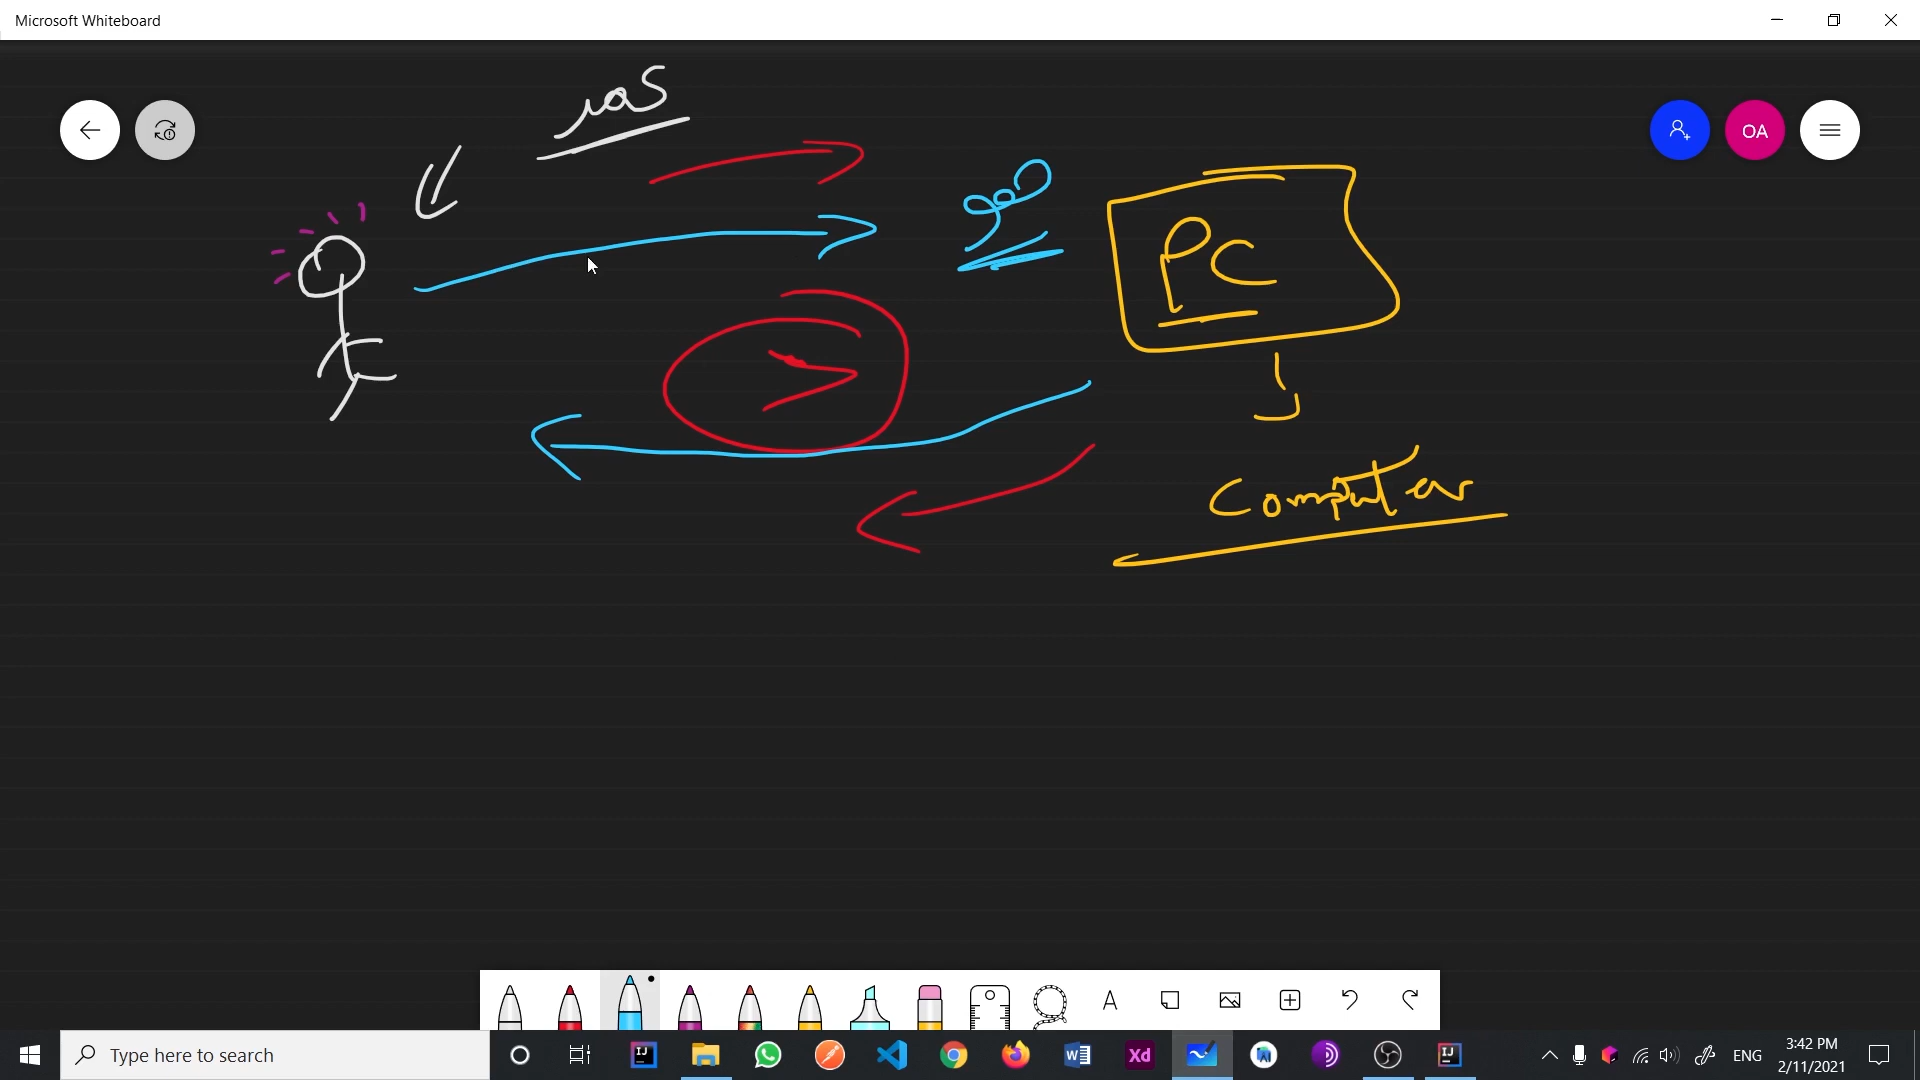 Microsoft Whiteboard
OA
PC
Computer
A
Type here to search
ENG
3:42 PM
2/11/2021